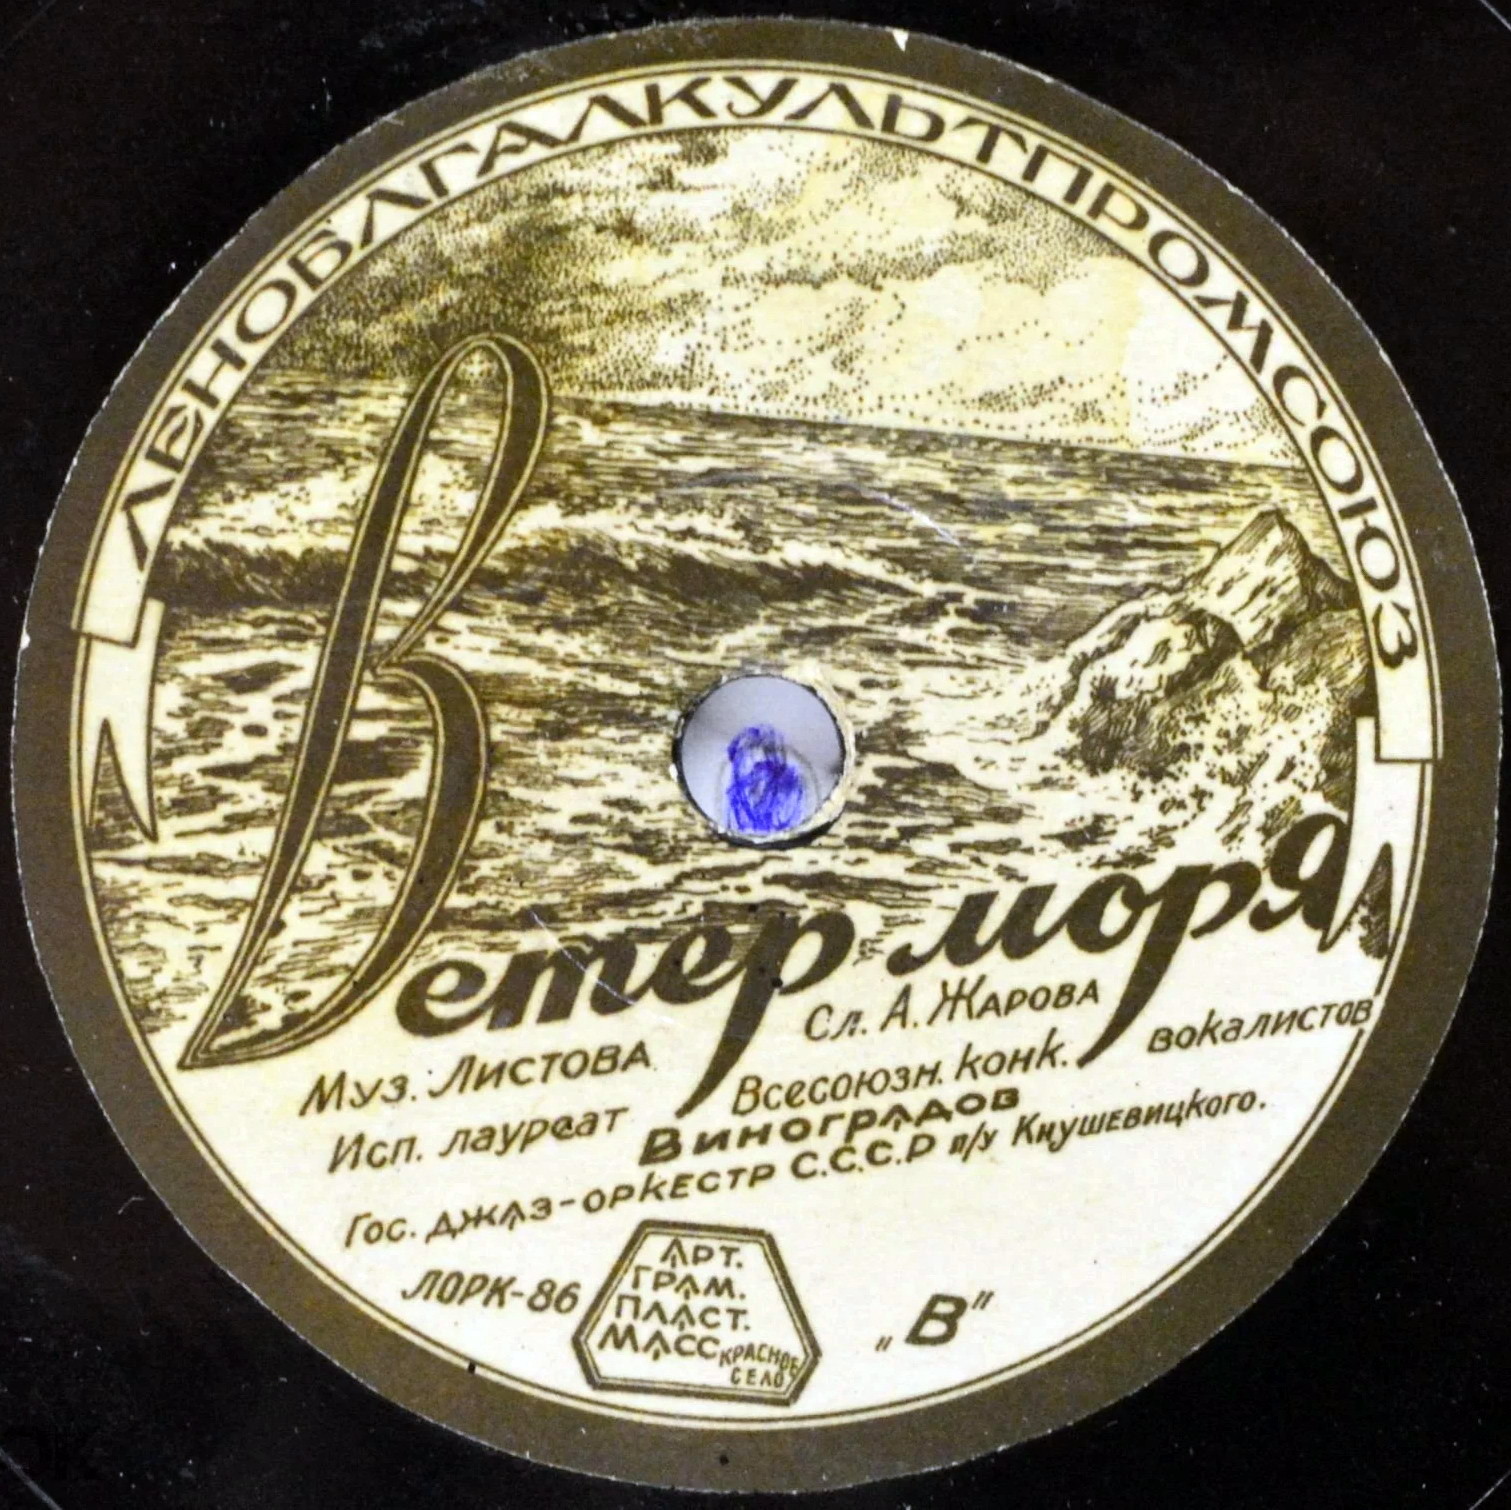 ЛЕНОБЛГАЛКУЛЬТПРОМСОЮЗ
Ветер моря
Сл. А. Жарова
Муз. Листова
Исп. лауреат Всесоюзн. конк. вокалистов
Виноградов
Гос. джаз-оркестр С.С.С.Р п/у Кнушевицкого.
ЛОРК-86
АРТ.
ГРАМ.
ПЛАСТ.
МАСС
КРАСНОЕ
СЕЛО
„В"